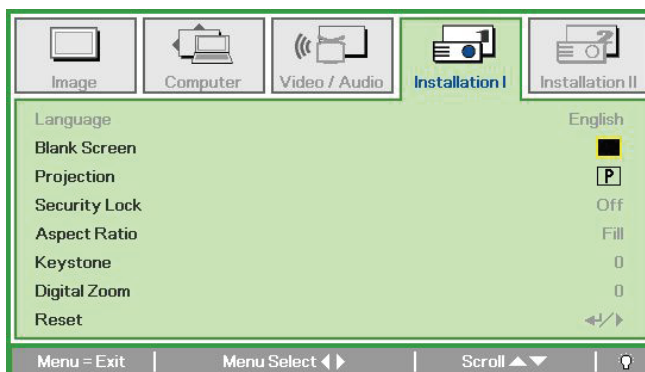 Image Computer Video / Audio Installation I Installation II
Language English
Blank Screen
Projection P
Security Lock Off
Aspect Ratio Fill
Keystone 0
Digital Zoom 0
Reset ↵/▶
Menu = Exit Menu Select ◀ ▶ Scroll ▲▼